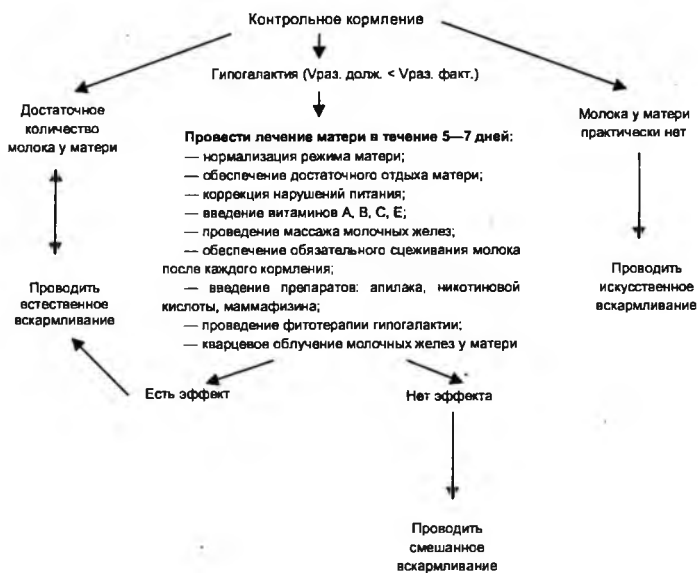 Контрольное кормление
Гипогалактия (Vраз. долж. < Vраз. факт.)
Достаточное
количество
молока у матери
Молока у матери
практически нет
Провести лечение матери в течение 5—7 дней:
— нормализация режима матери;
— обеспечение достаточного отдыха матери;
— коррекция нарушений питания;
— введение витаминов А, В, С, Е;
— проведение массажа молочных желез;
— обеспечение обязательного сцеживания молока
после каждого кормления;
— введение препаратов: апилака, никотиновой
кислоты, маммафизина;
— проведение фитотерапии гипогалактии;
— кварцевое облучение молочных желез у матери
Проводить
естественное
вскармливание
Проводить
искусственное
вскармливание
Есть эффект
Нет эффекта
Проводить
смешанное
вскармливание